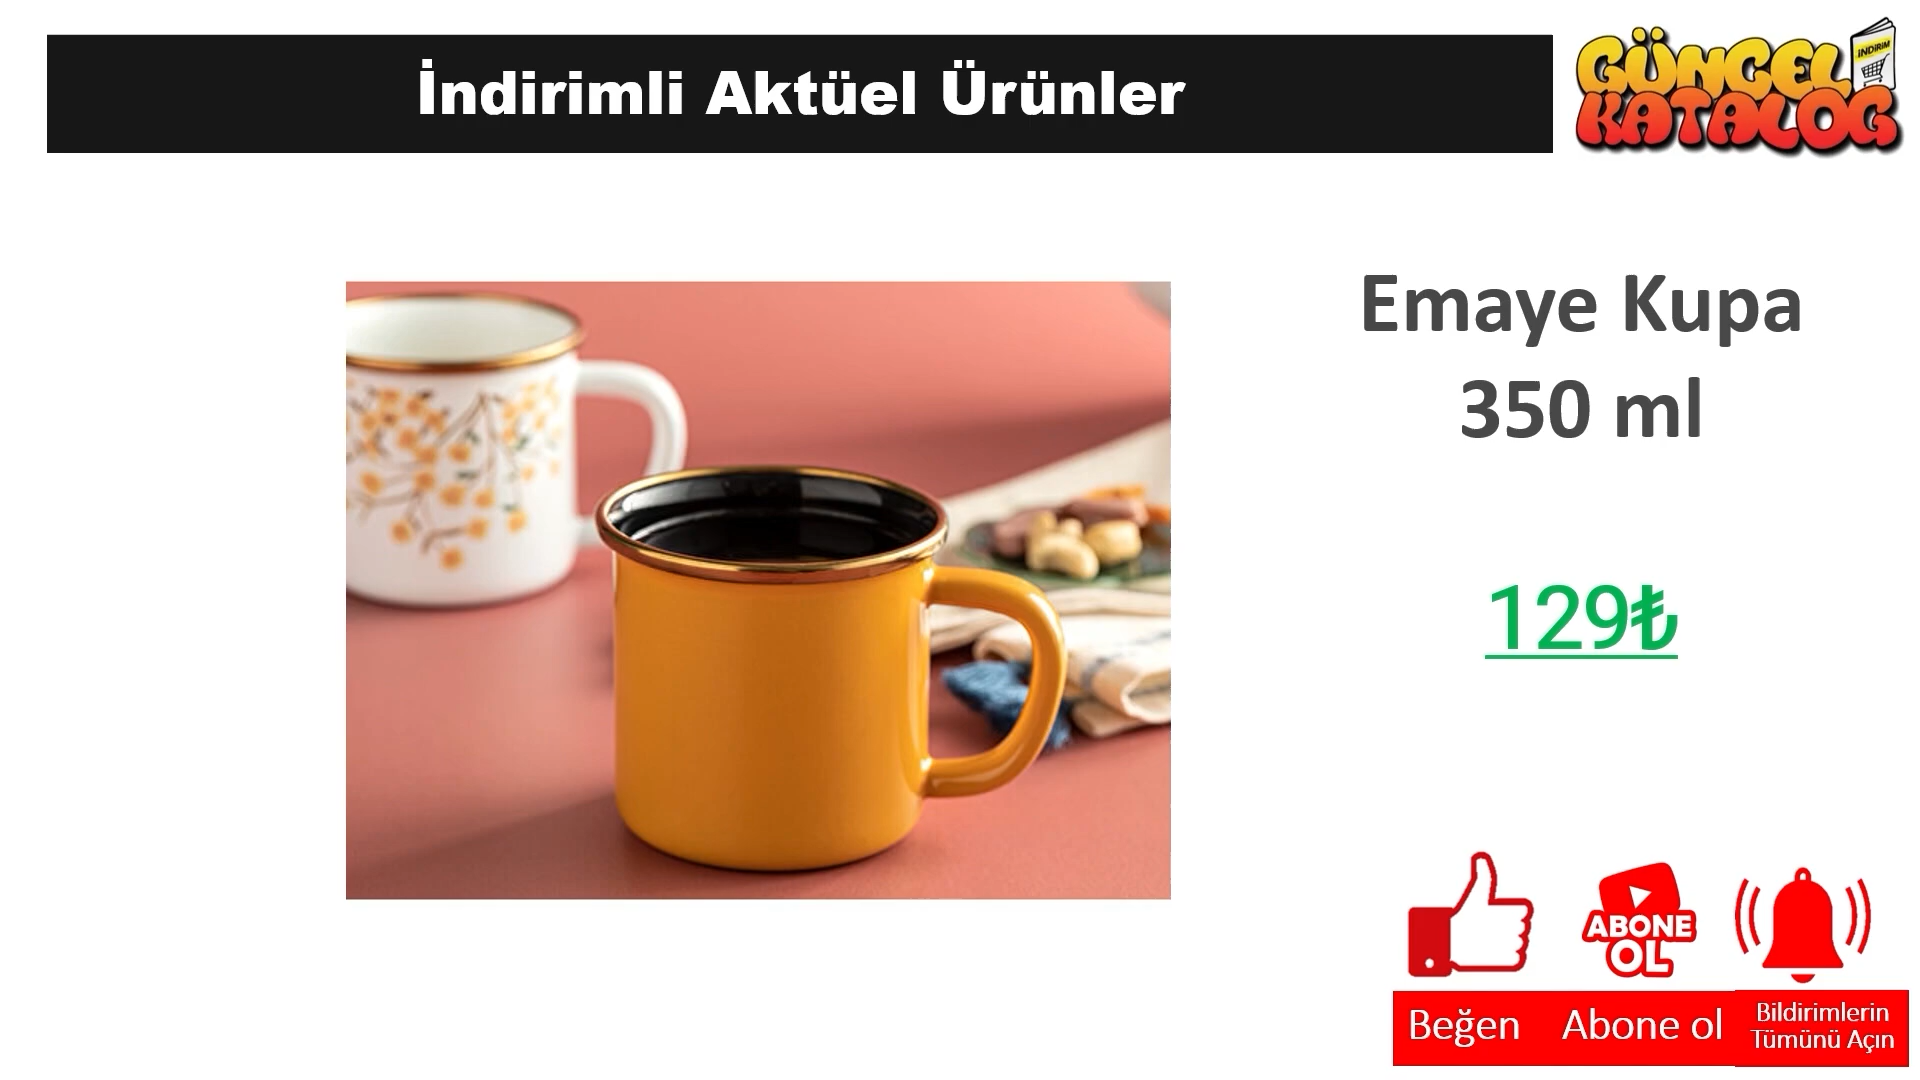 İndirimli Aktüel Ürünler
GÜNCEL
İNDİRİM
KATALOG
Emaye Kupa
350 ml
129₺
ABONE
OL
Beğen
Abone ol
Bildirimlerin
Tümünü Açın